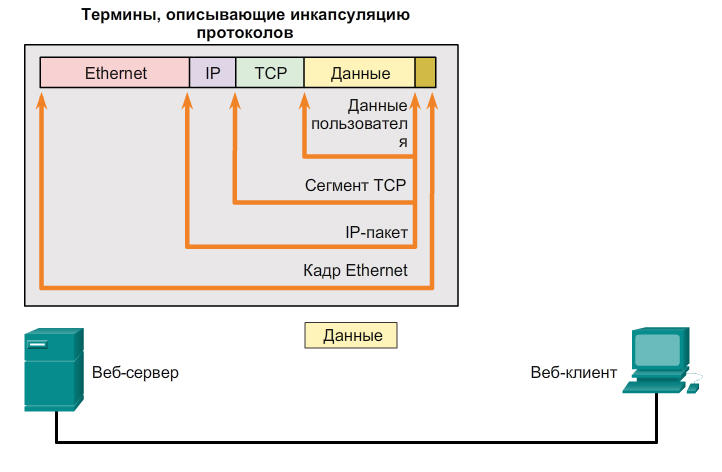 Термины, описывающие инкапсуляцию
протоколов
Ethernet IP TCP Данные
Данные
пользовател
я
Сегмент TCP
IP-пакет
Кадр Ethernet
Данные
Веб-сервер
Веб-клиент